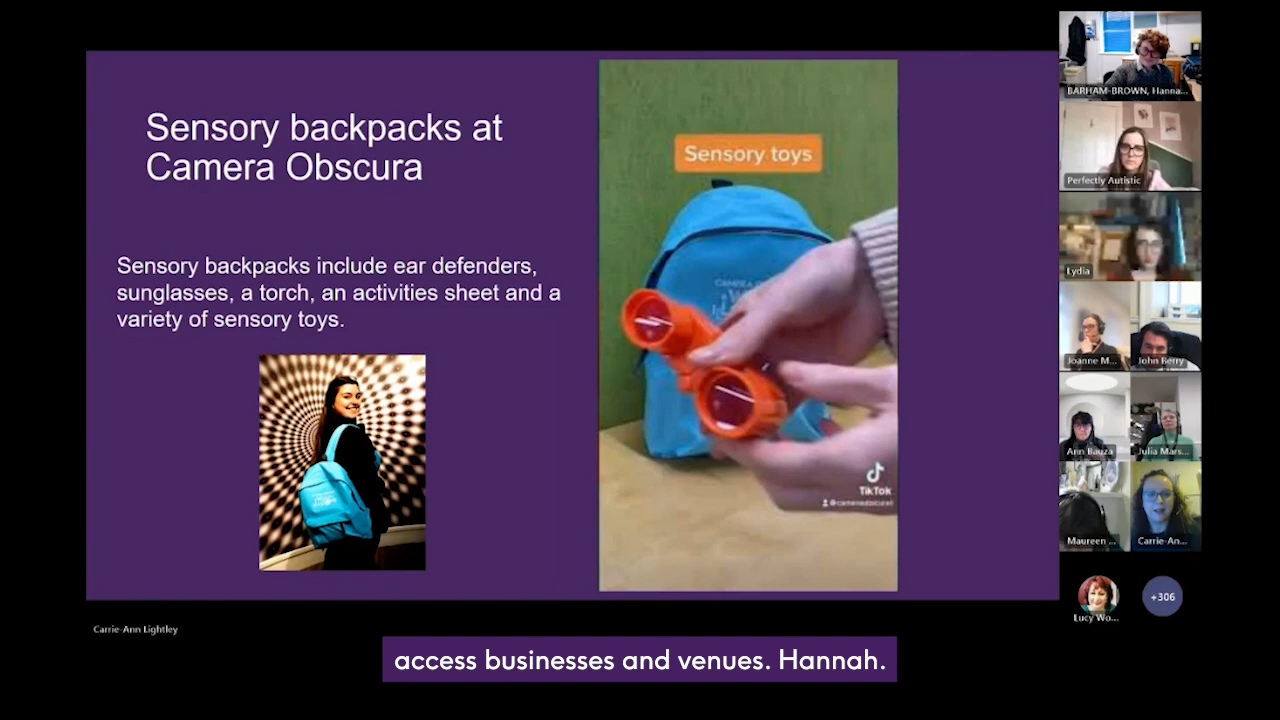 Sensory backpacks at
Camera Obscura
Sensory backpacks include ear defenders,
sunglasses, a torch, an activities sheet and a
variety of sensory toys.
Sensory toys
TikTok
BARHAM-BROWN, Hanna...
Perfectly Autistic
Lydia
Joanne M...
John Berry
Ann Bauza
Julia Mars...
Maureen ...
Carrie-An...
Lucy Wo...
+306
Carrie-Ann Lightley
access businesses and venues. Hannah.